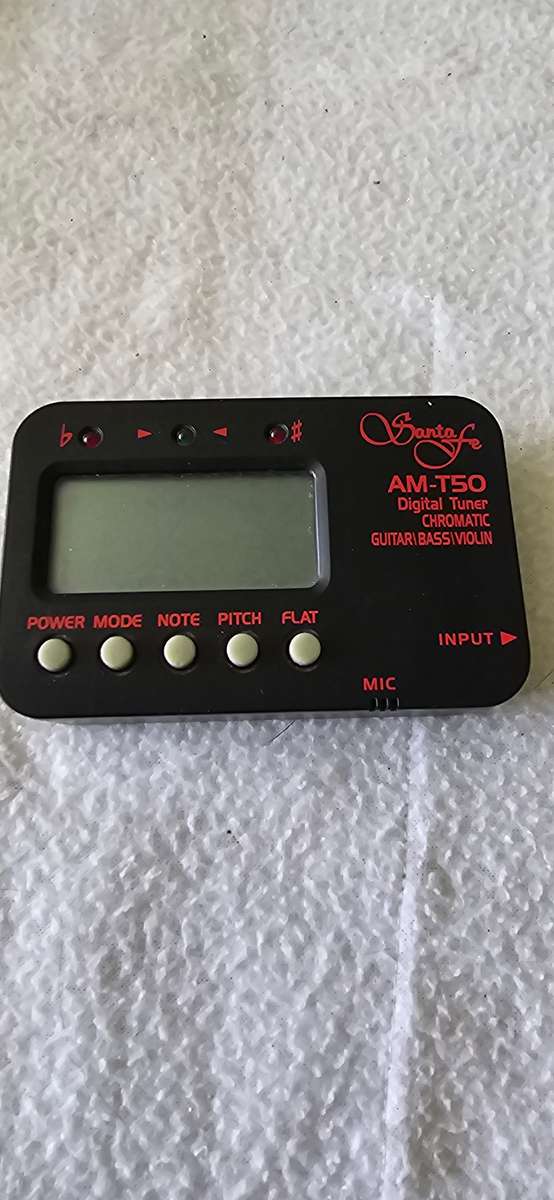 ♭ ► ◄ ♯
Santa Fe
AM-T50
Digital Tuner
CHROMATIC
GUITAR\BASS\VIOLIN
POWER MODE NOTE PITCH FLAT
INPUT ►
MIC